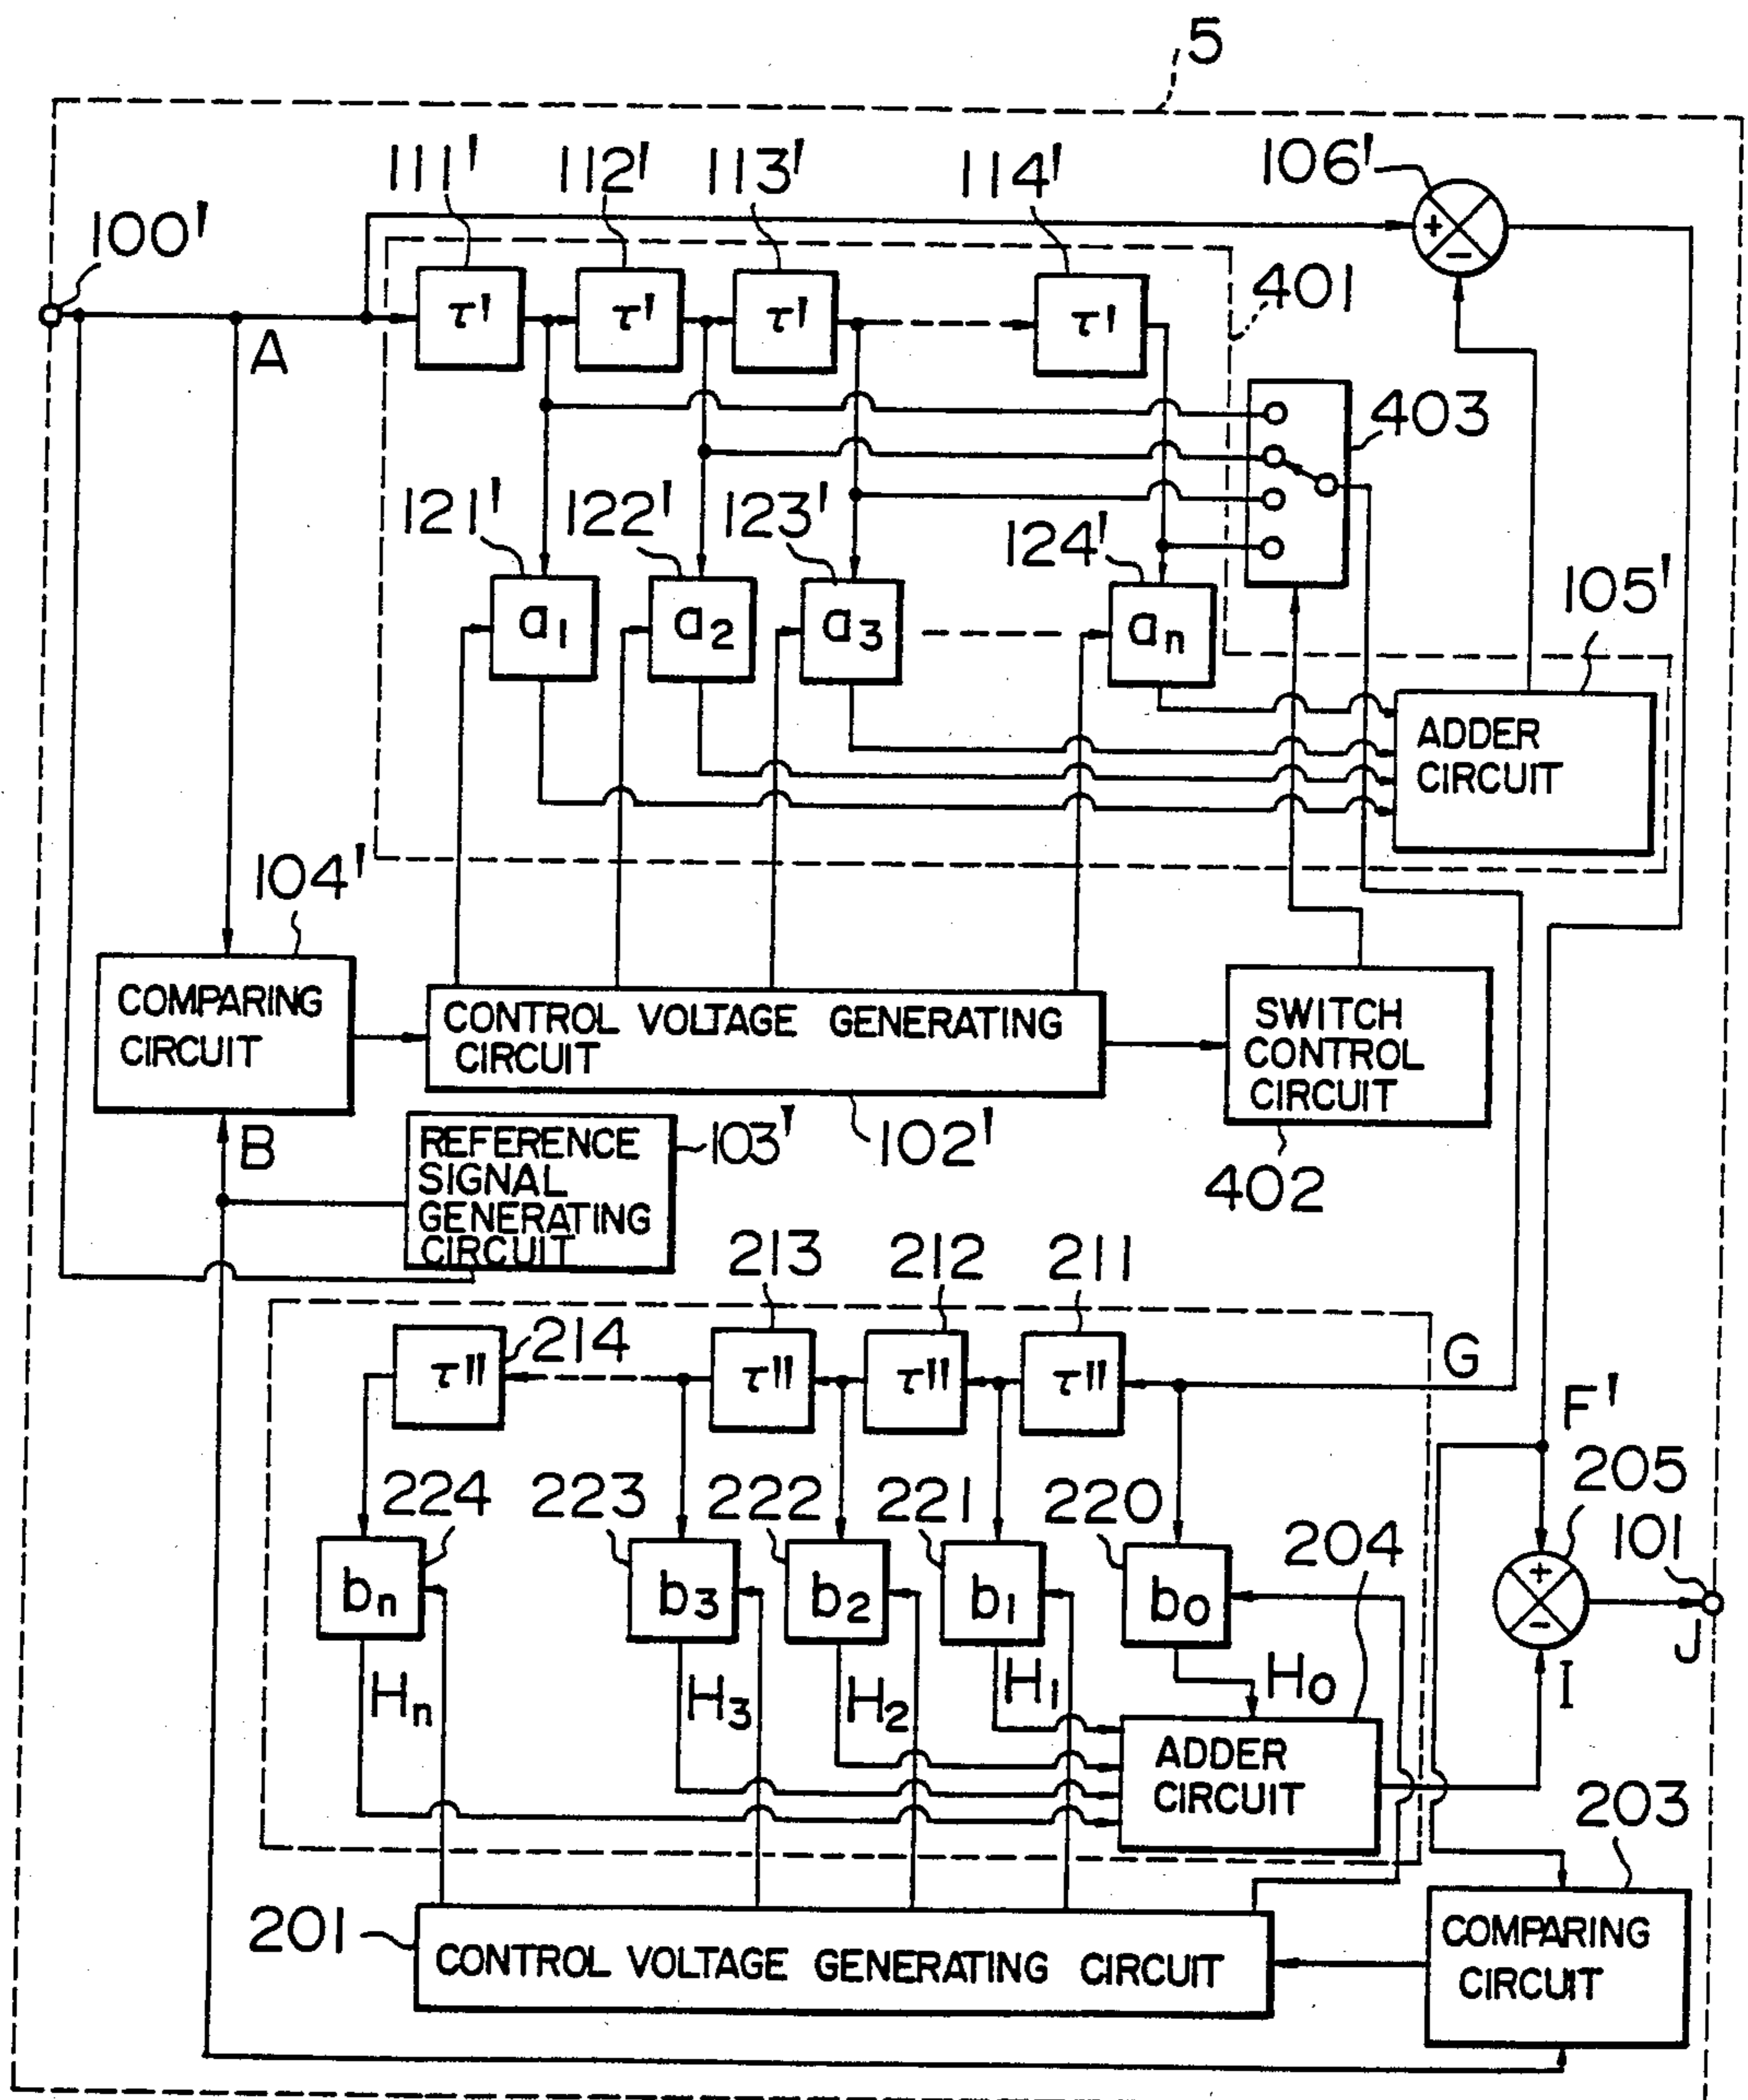 5
111' 112' 113' 114' 106'
100'
+
-
τ' τ' τ' τ'
401
A
403
121' 122' 123' 124'
105'
a1 a2 a3 an
ADDER
CIRCUIT
104'
COMPARING
CIRCUIT
CONTROL VOLTAGE GENERATING
CIRCUIT
SWITCH
CONTROL
CIRCUIT
B
REFERENCE
SIGNAL
GENERATING
CIRCUIT
103'
102'
402
213 212 211
214
τ" τ" τ" τ"
G
F'
224 223 222 221 220
204
205
101
bn b3 b2 b1 b0
+
-
J
Hn H3 H2 H1 H0
I
ADDER
CIRCUIT
203
201
CONTROL VOLTAGE GENERATING CIRCUIT
COMPARING
CIRCUIT